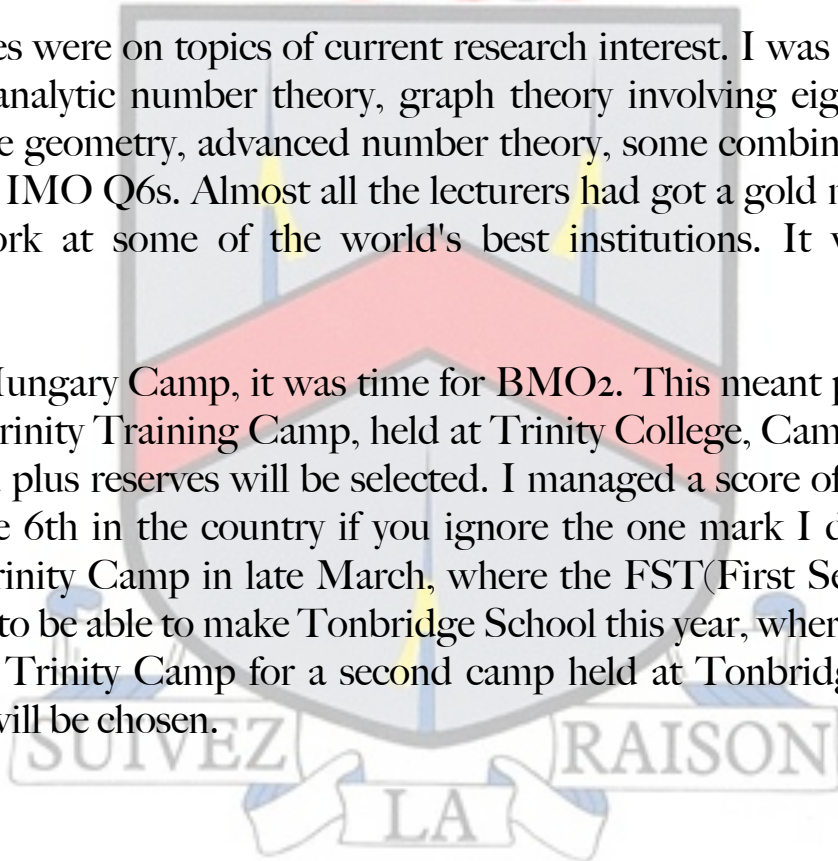 es were on topics of current research interest. I was
analytic number theory, graph theory involving eig
e geometry, advanced number theory, some combin
IMO Q6s. Almost all the lecturers had got a gold
ork at some of the world's best institutions. It
Hungary Camp, it was time for BMO2. This meant p
rinity Training Camp, held at Trinity College, Cam
plus reserves will be selected. I managed a score of
e 6th in the country if you ignore the one mark I d
rinity Camp in late March, where the FST(First Se
to be able to make Tonbridge School this year, wher
Trinity Camp for a second camp held at Tonbridg
will be chosen.
SUIVEZ
RAISON
LA